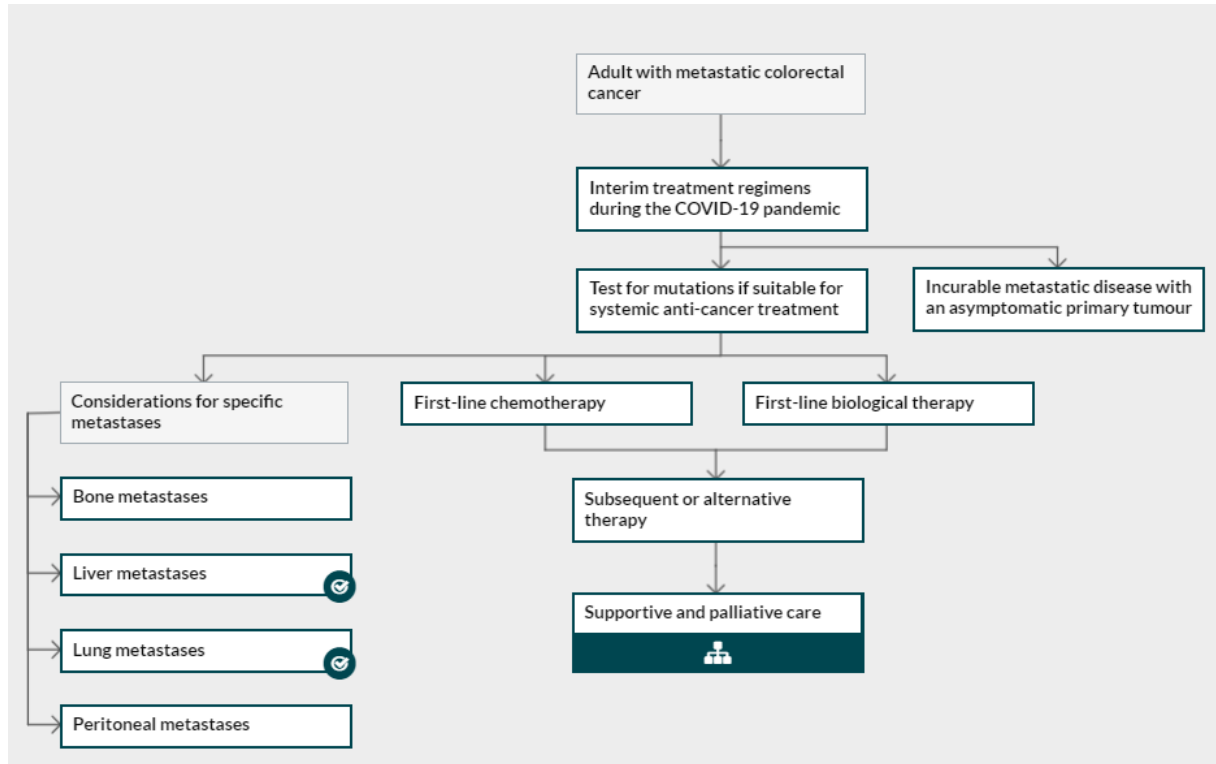 Adult with metastatic colorectal
cancer
Interim treatment regimens
during the COVID-19 pandemic
Test for mutations if suitable for
systemic anti-cancer treatment
Incurable metastatic disease with
an asymptomatic primary tumour
Considerations for specific
metastases
First-line chemotherapy
First-line biological therapy
Bone metastases
Liver metastases
Lung metastases
Peritoneal metastases
Subsequent or alternative
therapy
Supportive and palliative care